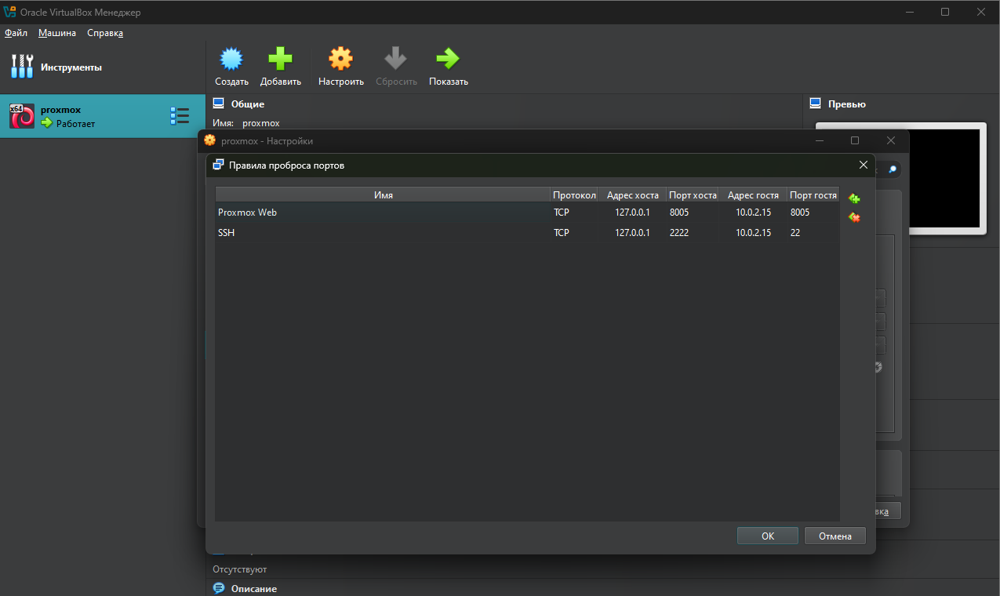 Oracle VirtualBox Менеджер
Файл Машина Справка
Инструменты
Создать Добавить Настроить Сбросить Показать
x64
proxmox
Работает
Общие
Имя: proxmox
Превью
proxmox - Настройки
Правила проброса портов
Имя Протокол Адрес хоста Порт хоста Адрес гостя Порт гостя
Proxmox Web TCP 127.0.0.1 8005 10.0.2.15 8005
SSH TCP 127.0.0.1 2222 10.0.2.15 22
OK Отмена
Отсутствуют
Описание